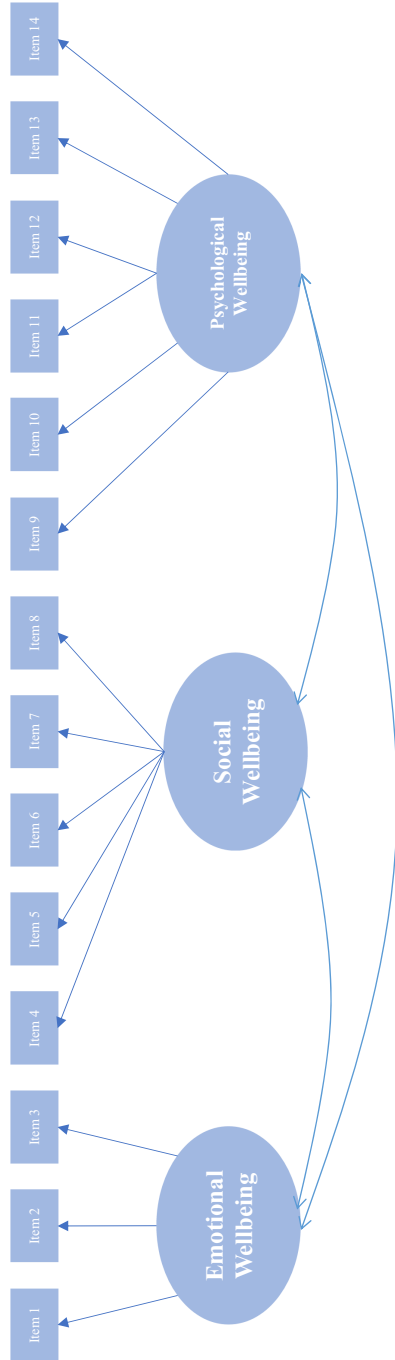 Item 1
Item 2
Item 3
Item 4
Item 5
Item 6
Item 7
Item 8
Item 9
Item 10
Item 11
Item 12
Item 13
Item 14
Emotional
Wellbeing
Social
Wellbeing
Psychological
Wellbeing